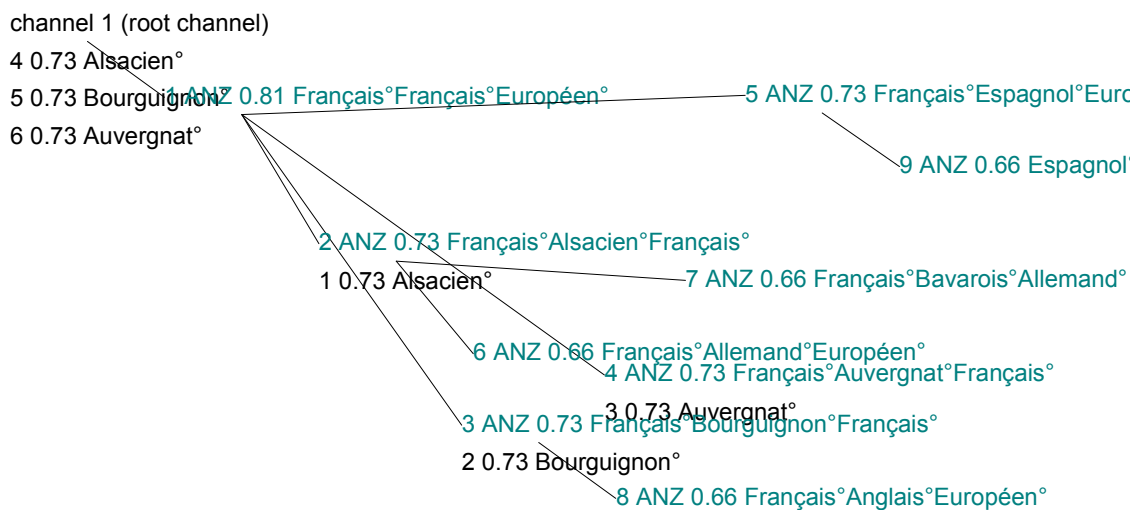 channel 1 (root channel)
4 0.73 Alsacien°
5 0.73 Bourguignon°
1 ANZ 0.81 Français°Français°Européen°
5 ANZ 0.73 Français°Espagnol°Euro
6 0.73 Auvergnat°
9 ANZ 0.66 Espagnol°
2 ANZ 0.73 Français°Alsacien°Français°
1 0.73 Alsacien°
7 ANZ 0.66 Français°Bavarois°Allemand°
6 ANZ 0.66 Français°Allemand°Européen°
4 ANZ 0.73 Français°Auvergnat°Français°
3 0.73 Auvergnat°
3 ANZ 0.73 Français°Bourguignon°Français°
2 0.73 Bourguignon°
8 ANZ 0.66 Français°Anglais°Européen°